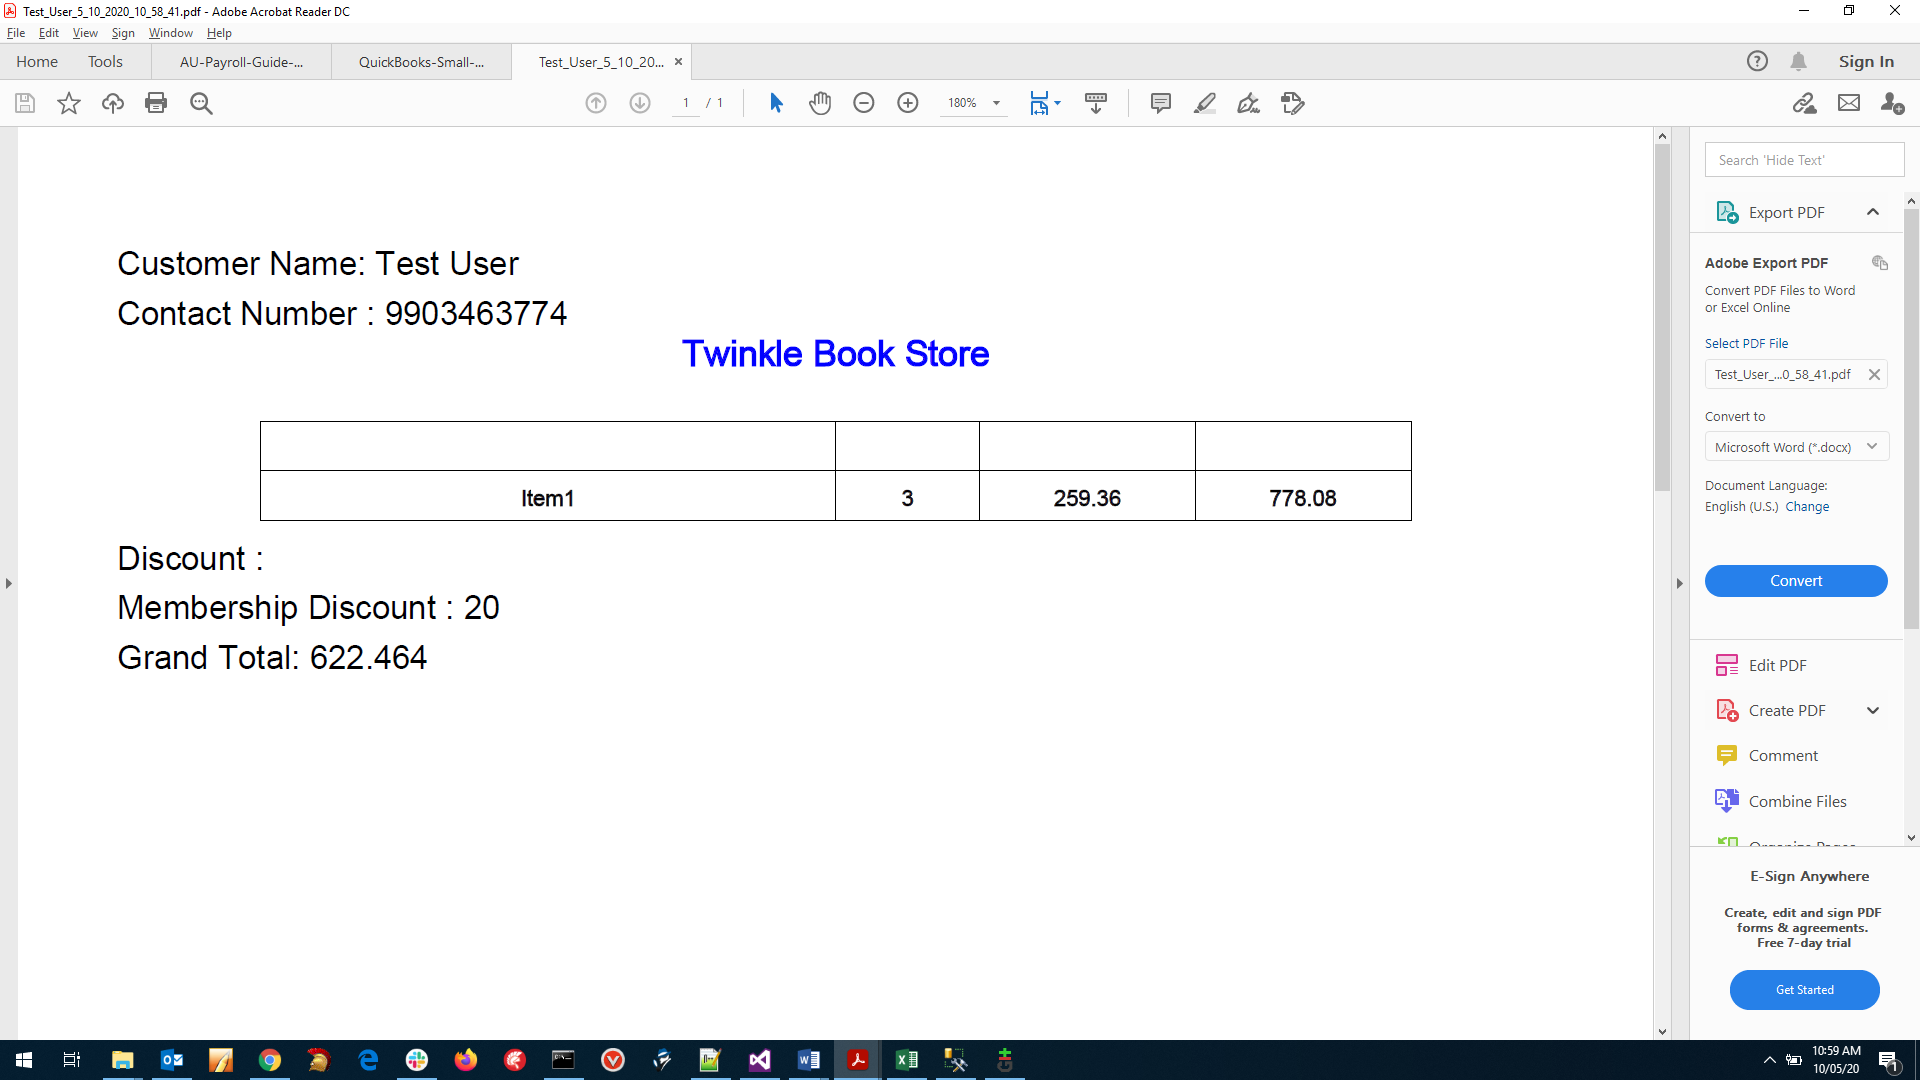 Test_User_5_10_2020_10_58_41.pdf - Adobe Acrobat Reader DC
File Edit View Sign Window Help
Home Tools AU-Payroll-Guide-... QuickBooks-Small-... Test_User_5_10_20... Sign In
1 / 1 180%
Search 'Hide Text'
Export PDF
Adobe Export PDF
Convert PDF Files to Word
or Excel Online
Select PDF File
Test_User_...0_58_41.pdf
Convert to
Microsoft Word (*.docx)
Document Language:
English (U.S.) Change
Convert
Edit PDF
Create PDF
Comment
Combine Files
Organize Pages
E-Sign Anywhere
Create, edit and sign PDF
forms & agreements.
Free 7-day trial
Get Started
Customer Name: Test User
Contact Number : 9903463774
Twinkle Book Store
Item1 3 259.36 778.08
Discount :
Membership Discount : 20
Grand Total: 622.464
10:59 AM
10/05/20
1